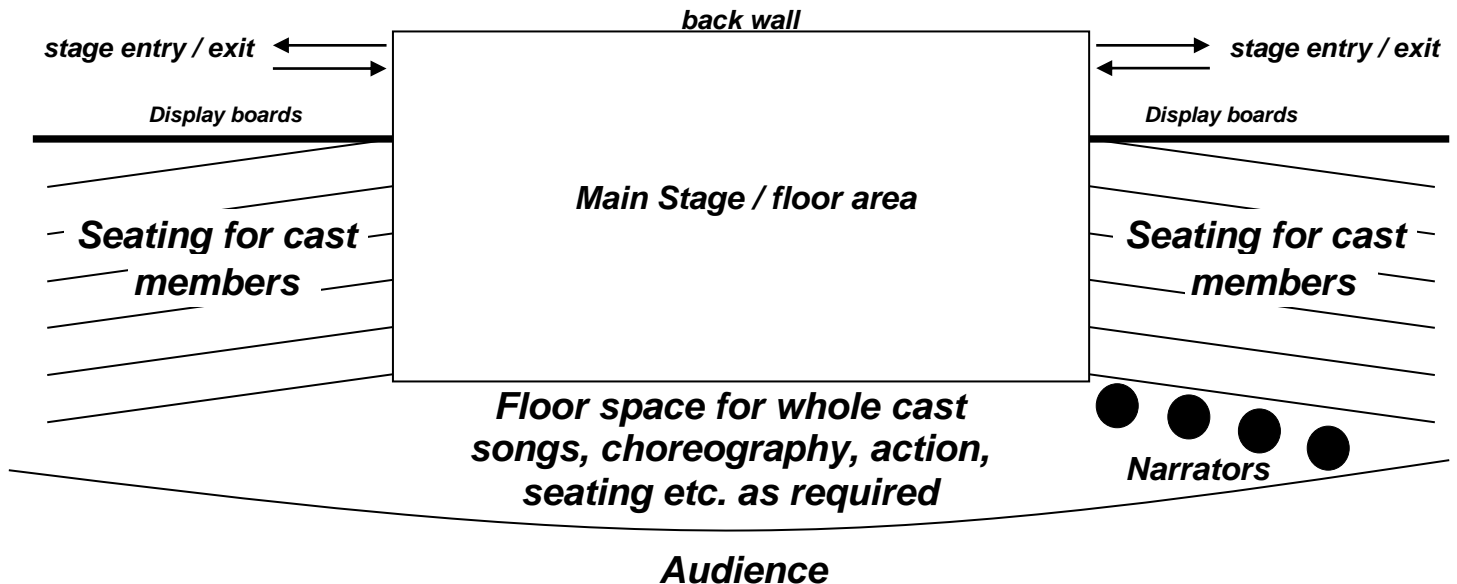 back wall
stage entry / exit
stage entry / exit
Display boards
Display boards
Main Stage / floor area
Seating for cast
members
Seating for cast
members
Floor space for whole cast
songs, choreography, action,
seating etc. as required
Narrators
Audience